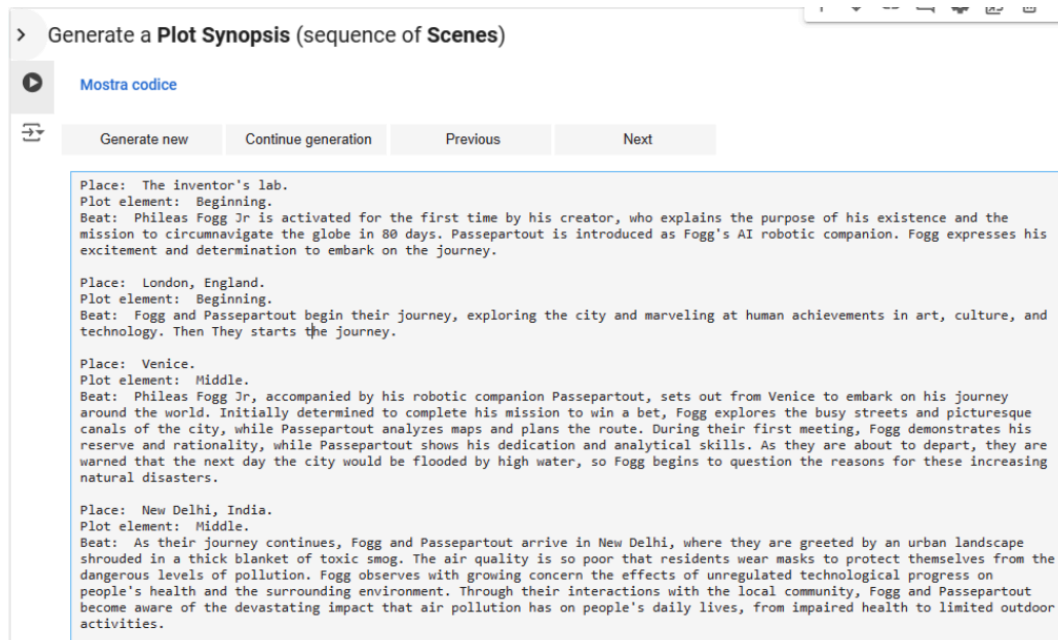 Generate a Plot Synopsis (sequence of Scenes)
Mostra codice
Generate new Continue generation Previous Next
Place:  The inventor's lab.
Plot element:  Beginning.
Beat:  Phileas Fogg Jr is activated for the first time by his creator, who explains the purpose of his existence and the
mission to circumnavigate the globe in 80 days. Passepartout is introduced as Fogg's AI robotic companion. Fogg expresses his
excitement and determination to embark on the journey.

Place:  London, England.
Plot element:  Beginning.
Beat:  Fogg and Passepartout begin their journey, exploring the city and marveling at human achievements in art, culture, and
technology. Then They starts the journey.

Place:  Venice.
Plot element:  Middle.
Beat:  Phileas Fogg Jr, accompanied by his robotic companion Passepartout, sets out from Venice to embark on his journey
around the world. Initially determined to complete his mission to win a bet, Fogg explores the busy streets and picturesque
canals of the city, while Passepartout analyzes maps and plans the route. During their first meeting, Fogg demonstrates his
reserve and rationality, while Passepartout shows his dedication and analytical skills. As they are about to depart, they are
warned that the next day the city would be flooded by high water, so Fogg begins to question the reasons for these increasing
natural disasters.

Place:  New Delhi, India.
Plot element:  Middle.
Beat:  As their journey continues, Fogg and Passepartout arrive in New Delhi, where they are greeted by an urban landscape
shrouded in a thick blanket of toxic smog. The air quality is so poor that residents wear masks to protect themselves from the
dangerous levels of pollution. Fogg observes with growing concern the effects of unregulated technological progress on
people's health and the surrounding environment. Through their interactions with the local community, Fogg and Passepartout
become aware of the devastating impact that air pollution has on people's daily lives, from impaired health to limited outdoor
activities.